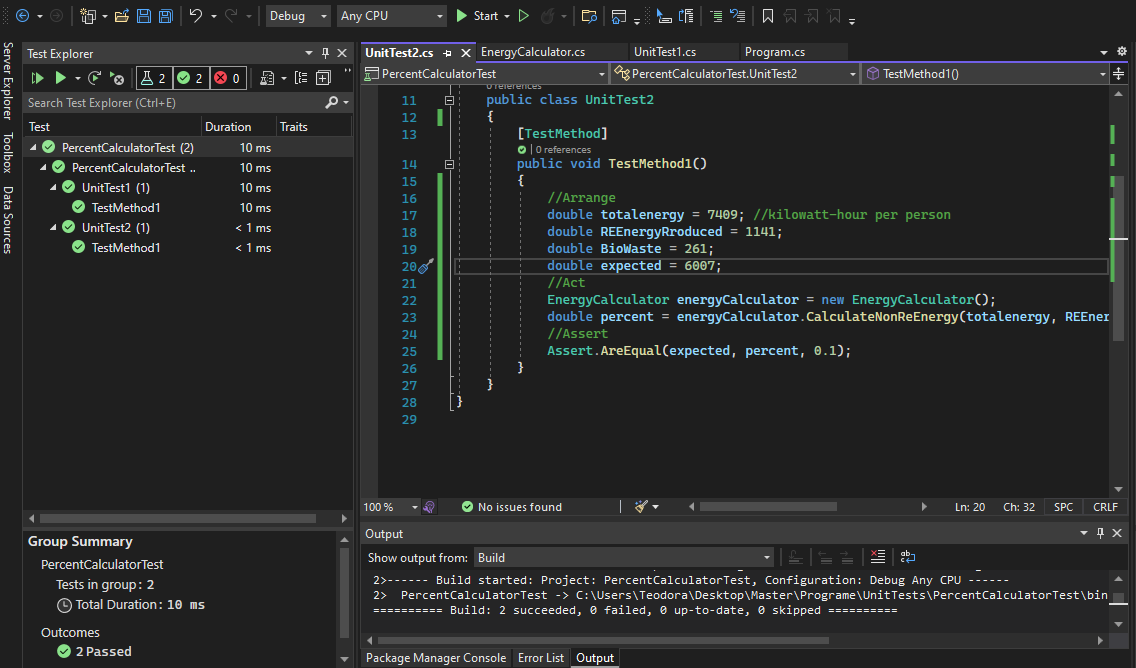 Debug
Any CPU
Start
Server Explorer
Toolbox
Data Sources
Test Explorer
2 2 0
Search Test Explorer (Ctrl+E)
Test Duration Traits
PercentCalculatorTest (2) 10 ms
PercentCalculatorTest .. 10 ms
UnitTest1 (1) 10 ms
TestMethod1 10 ms
UnitTest2 (1) < 1 ms
TestMethod1 < 1 ms
Group Summary
PercentCalculatorTest
Tests in group: 2
Total Duration: 10 ms
Outcomes
2 Passed
UnitTest2.cs EnergyCalculator.cs UnitTest1.cs Program.cs
PercentCalculatorTest PercentCalculatorTest.UnitTest2 TestMethod1()
0 references
11 public class UnitTest2
12 {
13 [TestMethod]
0 references
14 public void TestMethod1()
15 {
16 //Arrange
17 double totalenergy = 7409; //kilowatt-hour per person
18 double REEnergyRroduced = 1141;
19 double BioWaste = 261;
20 double expected = 6007;
21 //Act
22 EnergyCalculator energyCalculator = new EnergyCalculator();
23 double percent = energyCalculator.CalculateNonReEnergy(totalenergy, REEner
24 //Assert
25 Assert.AreEqual(expected, percent, 0.1);
26 }
27 }
28 }
29
100 % No issues found Ln: 20 Ch: 32 SPC CRLF
Output
Show output from: Build
2>------ Build started: Project: PercentCalculatorTest, Configuration: Debug Any CPU ------
2> PercentCalculatorTest -> C:\Users\Teodora\Desktop\Master\Programe\UnitTests\PercentCalculatorTest\bin
========== Build: 2 succeeded, 0 failed, 0 up-to-date, 0 skipped ==========
Package Manager Console Error List Output